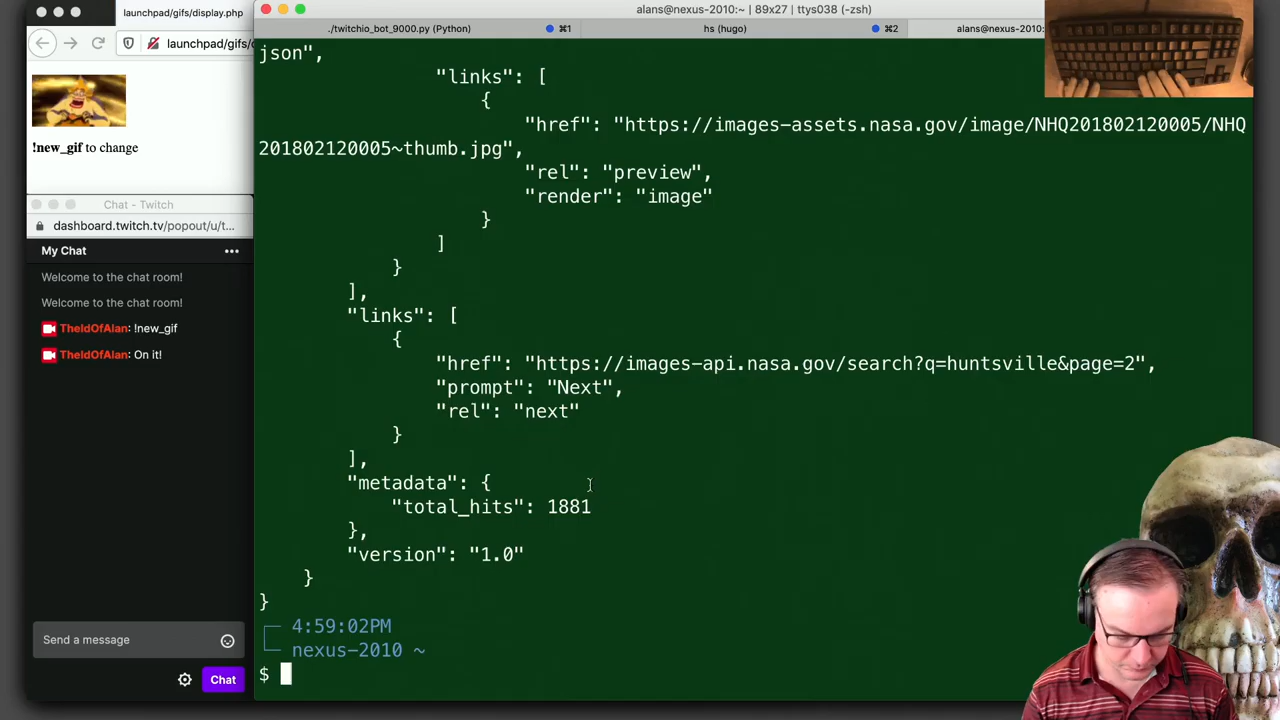 launchpad/gifs/display.php
launchpad/gifs/
!new_gif to change
Chat - Twitch
dashboard.twitch.tv/popout/u/t...
My Chat
Welcome to the chat room!
Welcome to the chat room!
TheIdOfAlan: !new_gif
TheIdOfAlan: On it!
Send a message
Chat
alans@nexus-2010:~ | 89x27 | ttys038 (-zsh)
./twitchio_bot_9000.py (Python)
⌘1
hs (hugo)
⌘2
alans@nexus-2010:
json",
"links": [
{
"href": "https://images-assets.nasa.gov/image/NHQ201802120005/NHQ
201802120005~thumb.jpg",
"rel": "preview",
"render": "image"
}
]
}
],
"links": [
{
"href": "https://images-api.nasa.gov/search?q=huntsville&page=2",
"prompt": "Next",
"rel": "next"
}
],
"metadata": {
"total_hits": 1881
},
"version": "1.0"
}
}
4:59:02PM
nexus-2010 ~
$